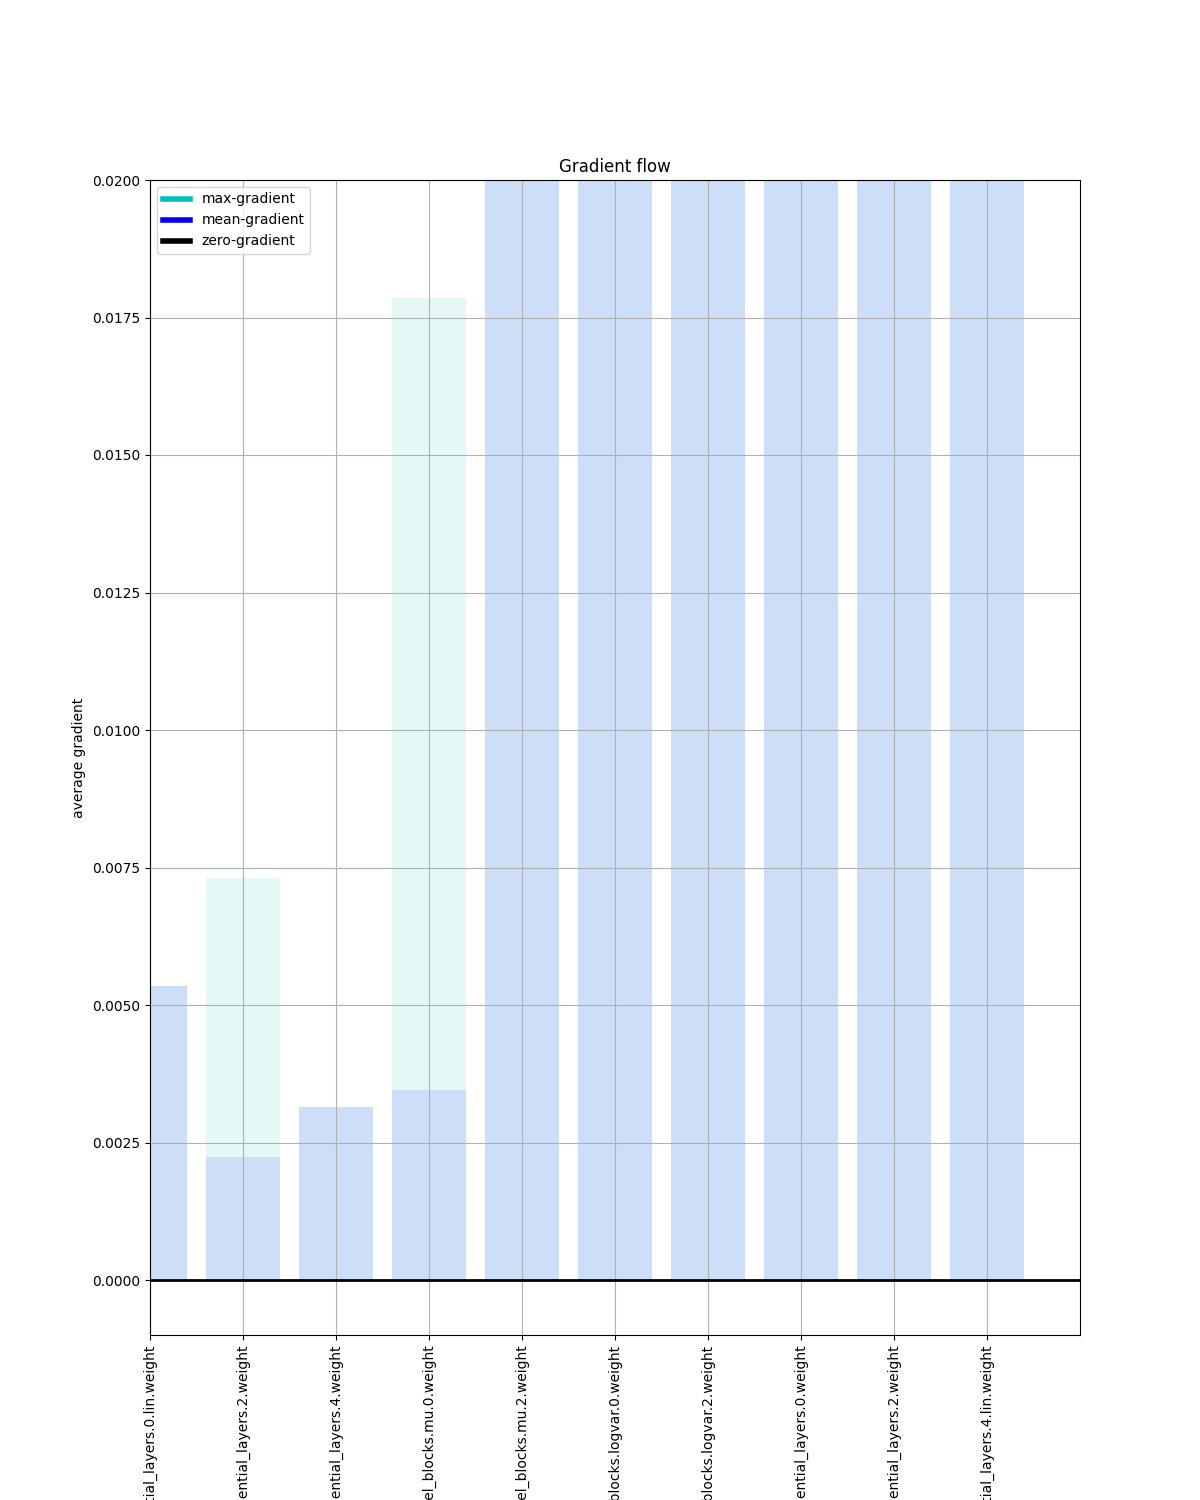 Gradient flow
max-gradient
mean-gradient
zero-gradient
0.0200
0.0175
0.0150
0.0125
0.0100
0.0075
0.0050
0.0025
0.0000
average gradient
tial_layers.0.lin.weight
ential_layers.2.weight
ential_layers.4.weight
el_blocks.mu.0.weight
el_blocks.mu.2.weight
blocks.logvar.0.weight
blocks.logvar.2.weight
ential_layers.0.weight
ential_layers.2.weight
tial_layers.4.lin.weight